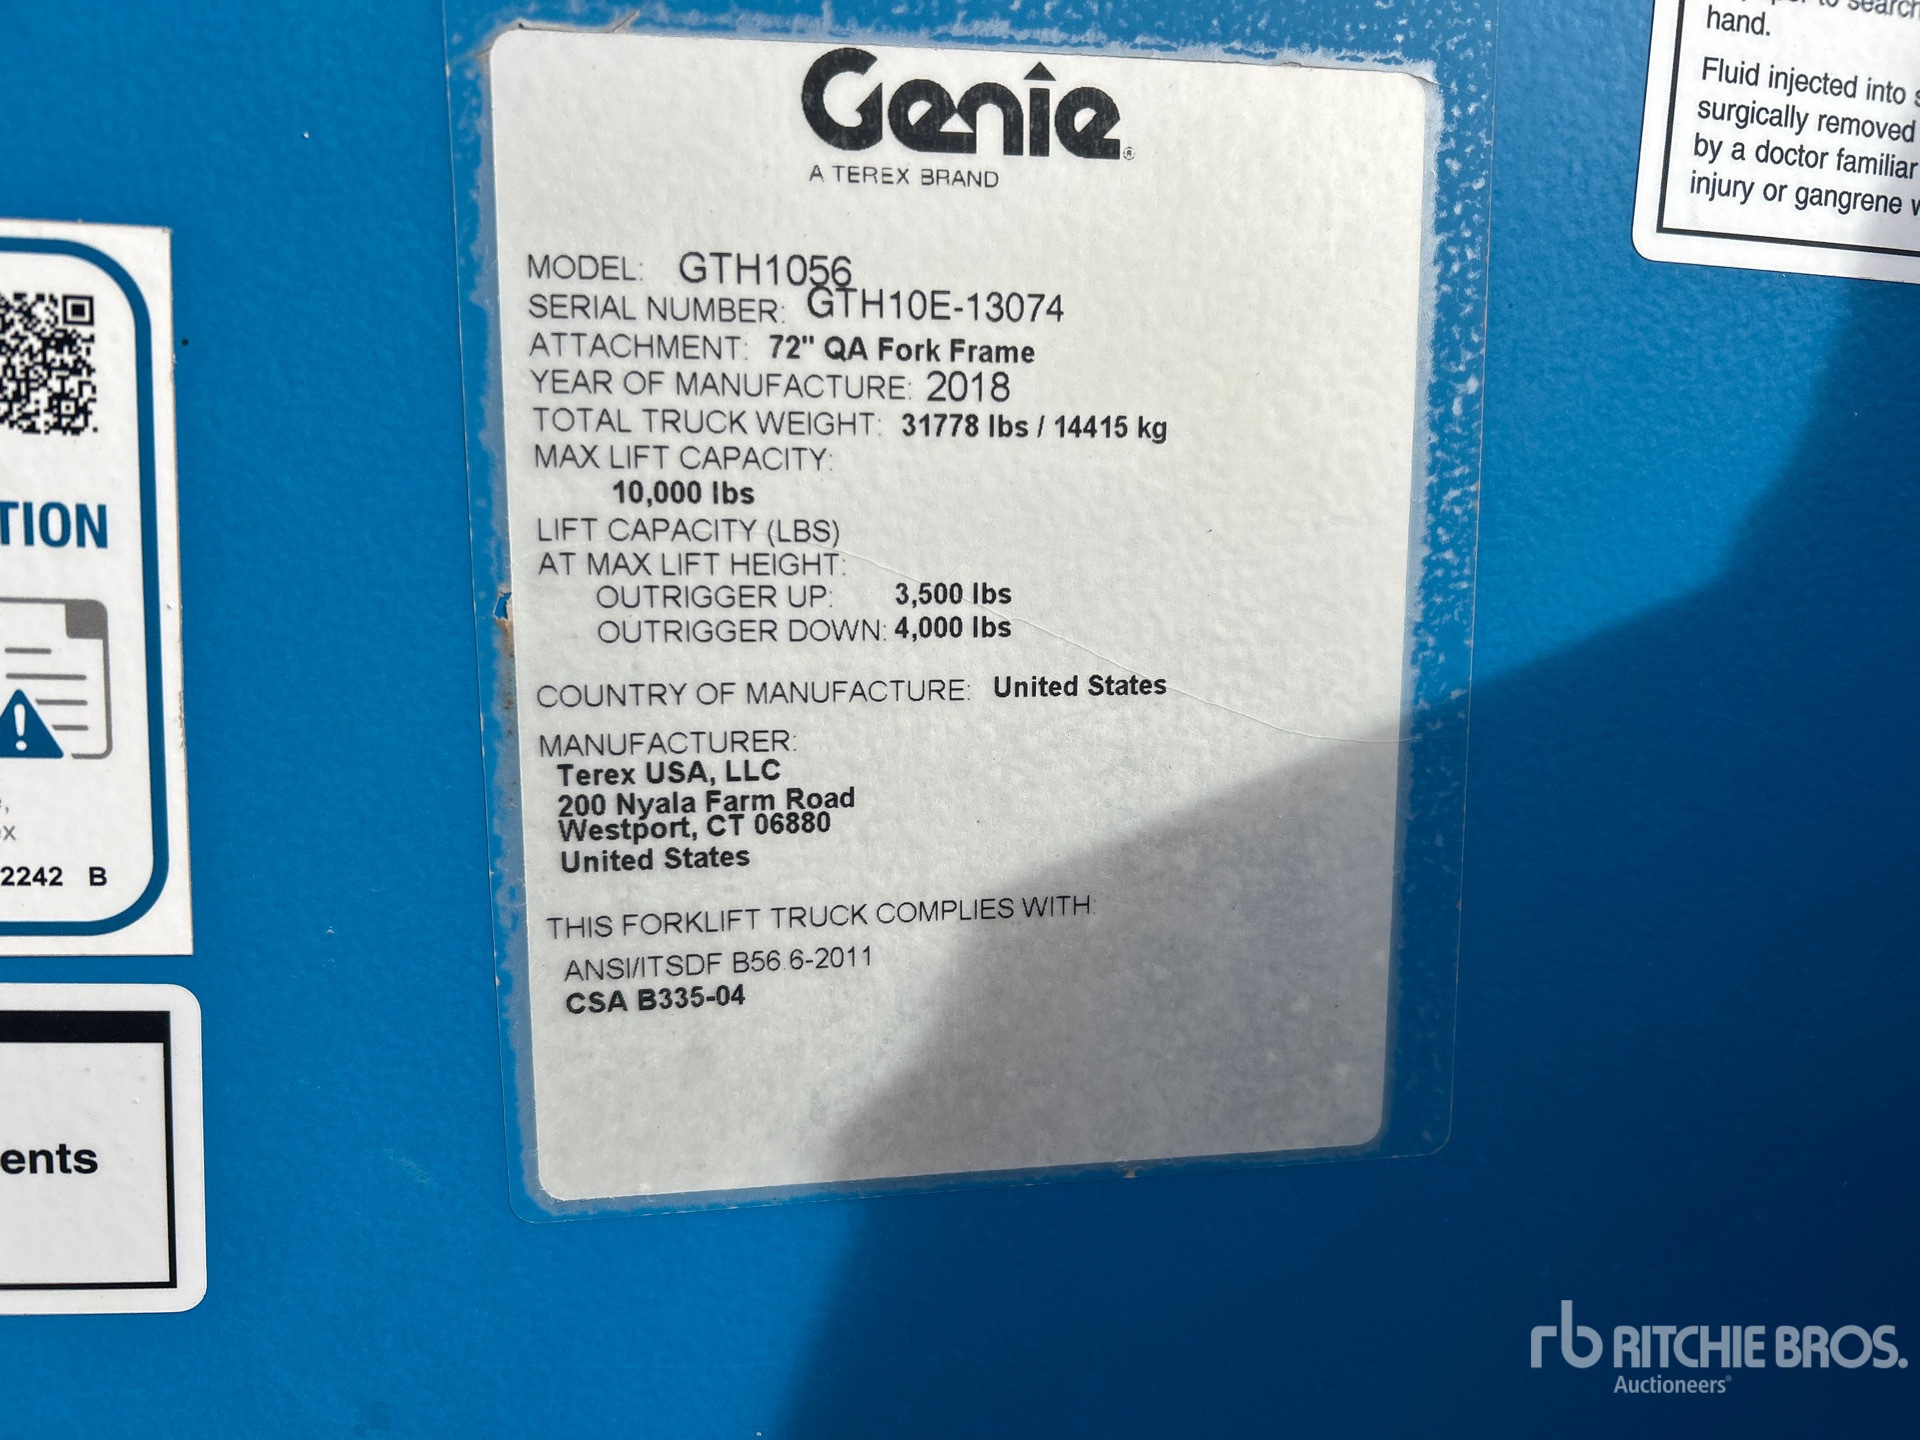 Genie®
A TEREX BRAND
MODEL: GTH1056
SERIAL NUMBER: GTH10E-13074
ATTACHMENT: 72" QA Fork Frame
YEAR OF MANUFACTURE: 2018
TOTAL TRUCK WEIGHT: 31778 lbs / 14415 kg
MAX LIFT CAPACITY:
10,000 lbs
LIFT CAPACITY (LBS)
AT MAX LIFT HEIGHT:
OUTRIGGER UP: 3,500 lbs
OUTRIGGER DOWN: 4,000 lbs
COUNTRY OF MANUFACTURE: United States
MANUFACTURER:
Terex USA, LLC
200 Nyala Farm Road
Westport, CT 06880
United States
THIS FORKLIFT TRUCK COMPLIES WITH:
ANSI/ITSDF B56.6-2011
CSA B335-04
to search
hand.
Fluid injected into
surgically removed
by a doctor familiar
injury or gangrene
TION
2242 B
ents
rb RITCHIE BROS.
Auctioneers®